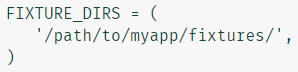 FIXTURE_DIRS = (
   '/path/to/myapp/fixtures/',
)